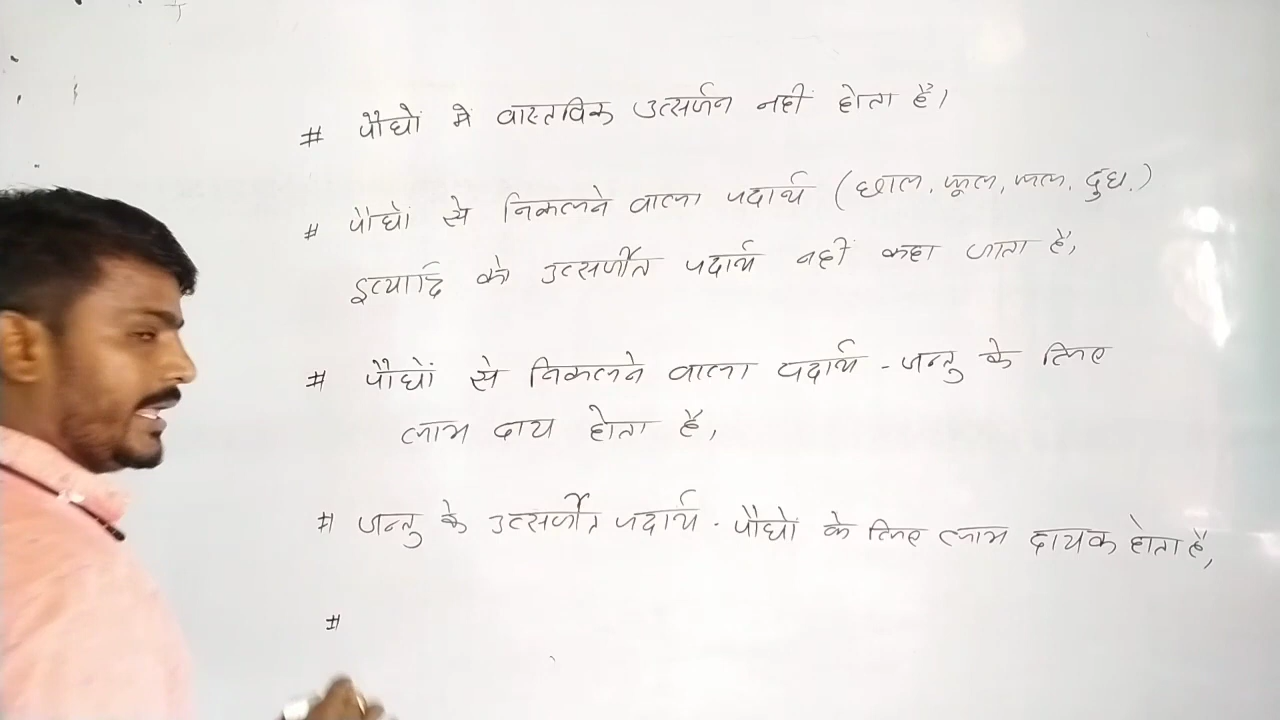 # पौधों मे वास्तविक उत्सर्जन नही होता है।
# पौधों से निकलने वाला पदार्थ (छाल, फूल, फल, दुध.)
इत्यादि को उत्सर्जीत पदार्थ नही कहा जाता है,
# पौधों से निकलने वाला पदार्थ - जन्तु के लिए
लाभ दाय होता है,
# जन्तु के उत्सर्जीत पदार्थ - पौधों के लिए लाभ दायक होता है,
#